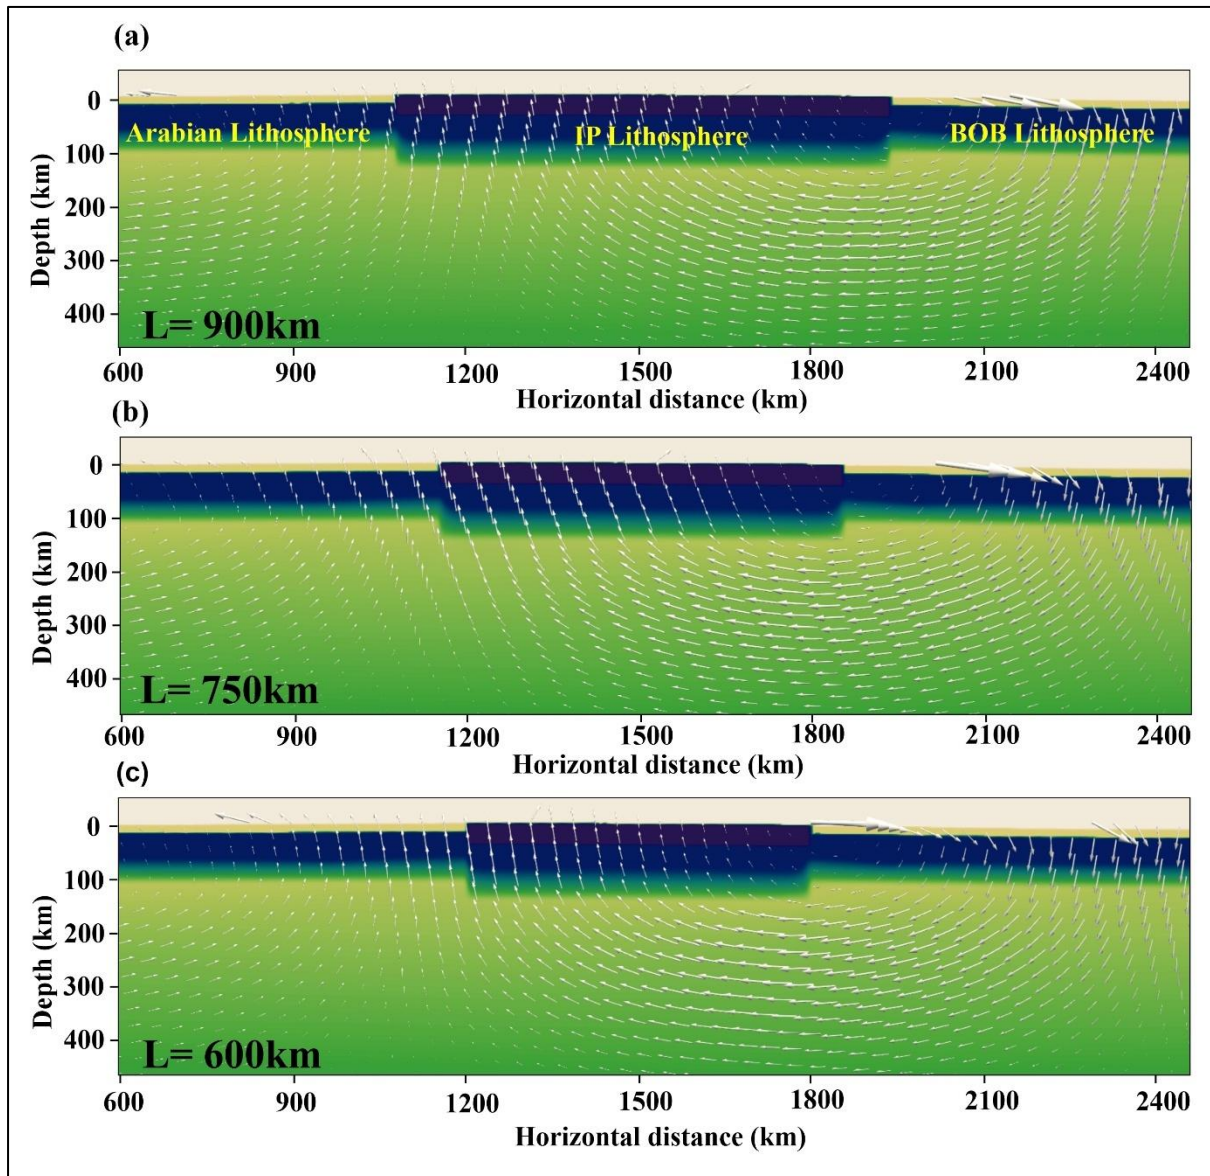 (a)
0
100
200
300
400
Depth (km)
Arabian Lithosphere
IP Lithosphere
BOB Lithosphere
L= 900km
600
900
1200
1500
1800
2100
2400
Horizontal distance (km)
(b)
0
100
200
300
400
Depth (km)
L= 750km
600
900
1200
1500
1800
2100
2400
Horizontal distance (km)
(c)
0
100
200
300
400
Depth (km)
L= 600km
600
900
1200
1500
1800
2100
2400
Horizontal distance (km)